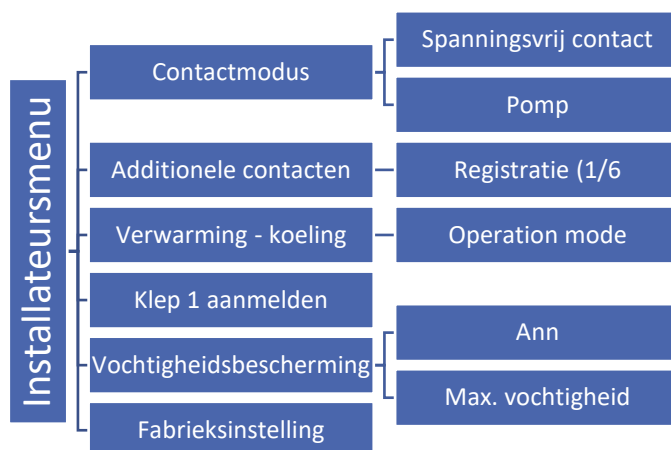 Installateursmenu
Contactmodus
Spanningsvrij contact
Pomp
Additionele contacten
Registratie (1/6
Verwarming - koeling
Operation mode
Klep 1 aanmelden
Vochtigheidsbescherming
Ann
Max. vochtigheid
Fabrieksinstelling